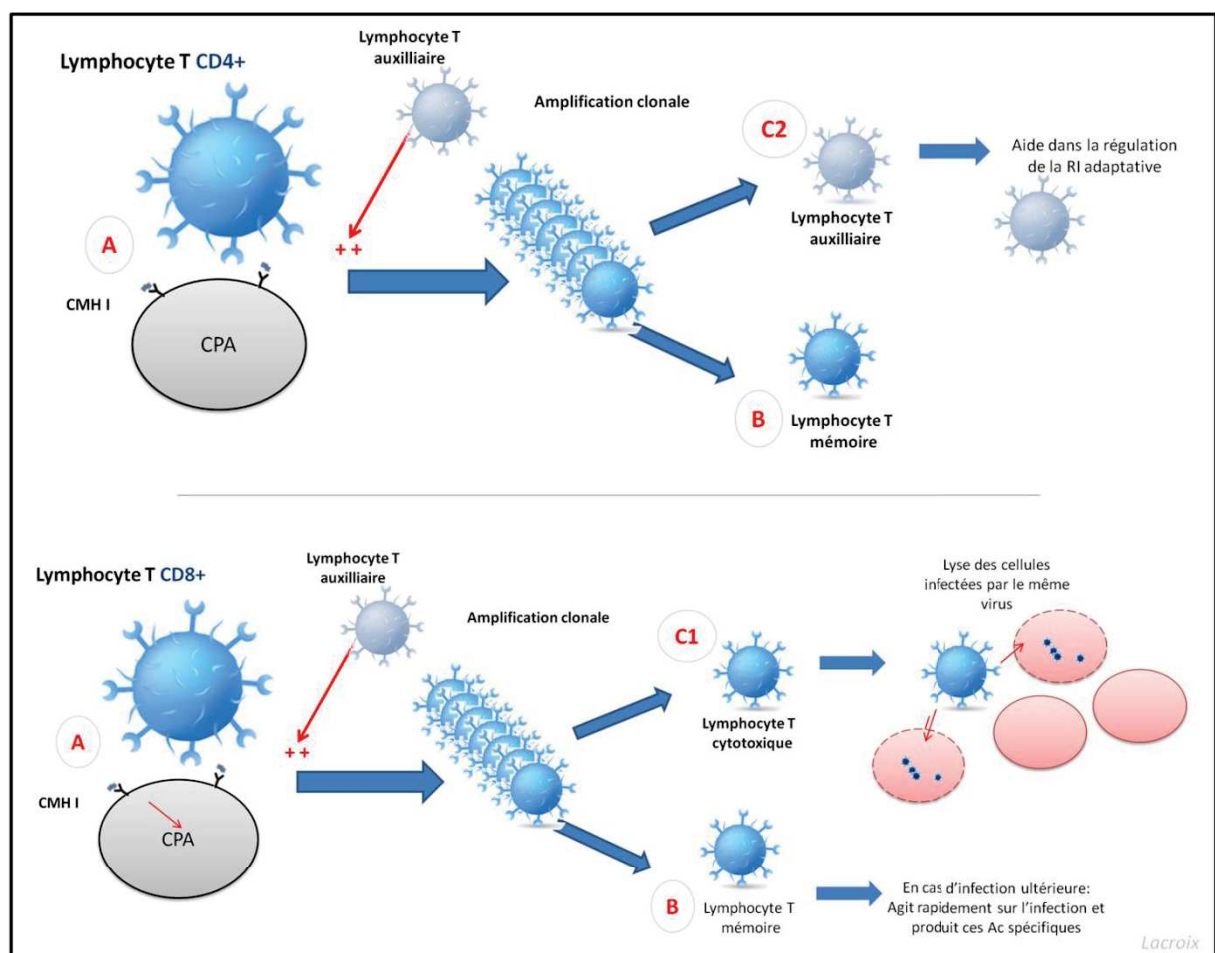 Lymphocyte T CD4+
Lymphocyte T
auxilliaire
Amplification clonale
C2
Lymphocyte T
auxilliaire
Aide dans la régulation
de la RI adaptative
A
++
CMH I
CPA
B
Lymphocyte T
mémoire
Lymphocyte T CD8+
Lymphocyte T
auxilliaire
Amplification clonale
C1
Lymphocyte T
cytotoxique
Lyse des cellules
infectées par le même
virus
A
++
CMH I
CPA
B
Lymphocyte T
mémoire
En cas d'infection ultérieure:
Agit rapidement sur l'infection et
produit ces Ac spécifiques
Lacroix